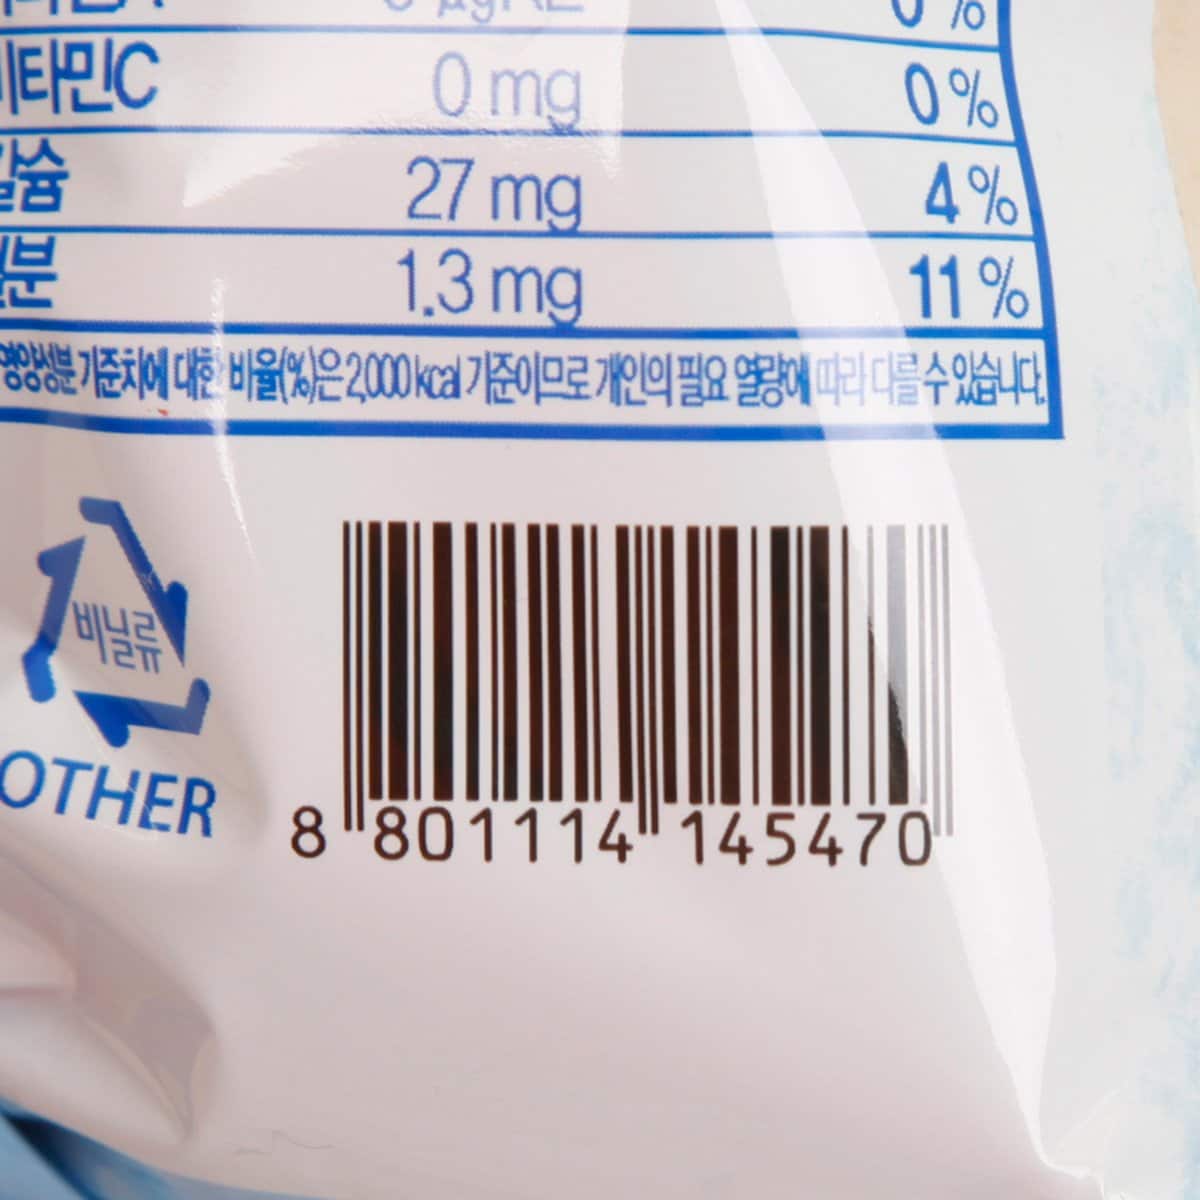 비타민C 0 mg 0 %
칼슘 27 mg 4 %
철분 1.3 mg 11 %
영양성분 기준치에 대한 비율(%)은 2,000 kcal 기준이므로 개인의 필요 열량에 따라 다를 수 있습니다.
비닐류
OTHER
8 801114 145470